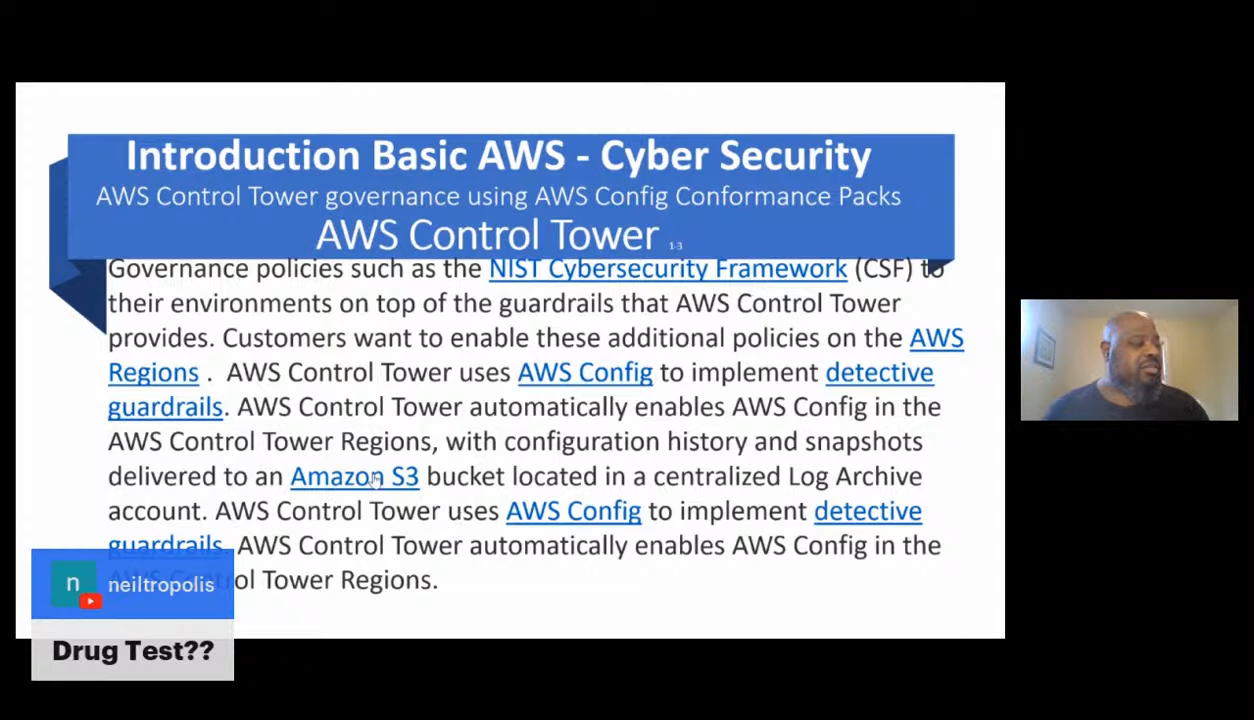 Introduction Basic AWS - Cyber Security
AWS Control Tower governance using AWS Config Conformance Packs
AWS Control Tower 1-3
Governance policies such as the NIST Cybersecurity Framework (CSF) to
their environments on top of the guardrails that AWS Control Tower
provides. Customers want to enable these additional policies on the AWS
Regions . AWS Control Tower uses AWS Config to implement detective
guardrails. AWS Control Tower automatically enables AWS Config in the
AWS Control Tower Regions, with configuration history and snapshots
delivered to an Amazon S3 bucket located in a centralized Log Archive
account. AWS Control Tower uses AWS Config to implement detective
guardrails. AWS Control Tower automatically enables AWS Config in the
AWS Control Tower Regions.
n neiltropolis
Drug Test??